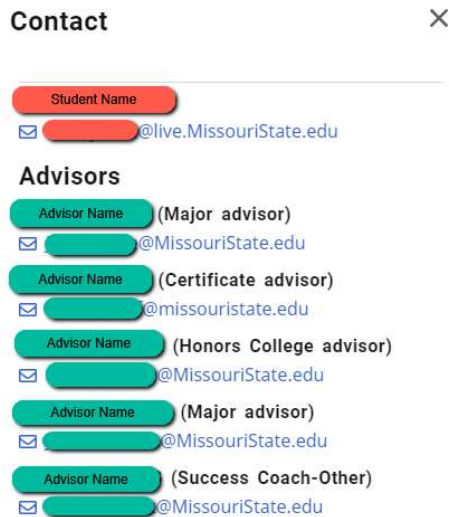 Contact
Student Name
@live.MissouriState.edu
Advisors
Advisor Name (Major advisor)
@MissouriState.edu
Advisor Name (Certificate advisor)
@missouristate.edu
Advisor Name (Honors College advisor)
@MissouriState.edu
Advisor Name (Major advisor)
@MissouriState.edu
Advisor Name (Success Coach-Other)
@MissouriState.edu